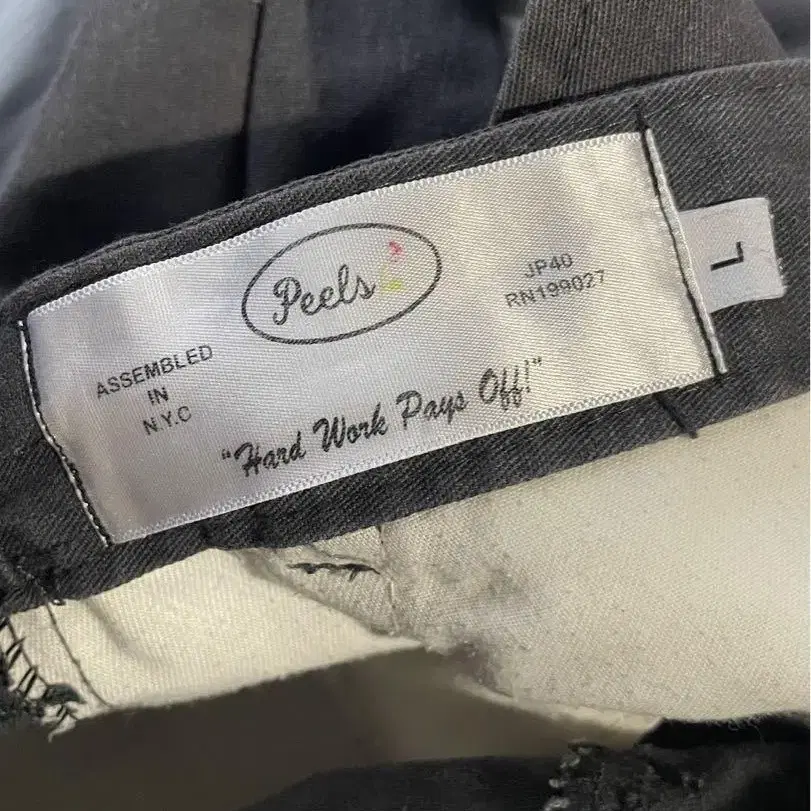 Peels
ASSEMBLED
IN
N.Y.C
JP40
RN199027
"Hard Work Pays Off!"
L